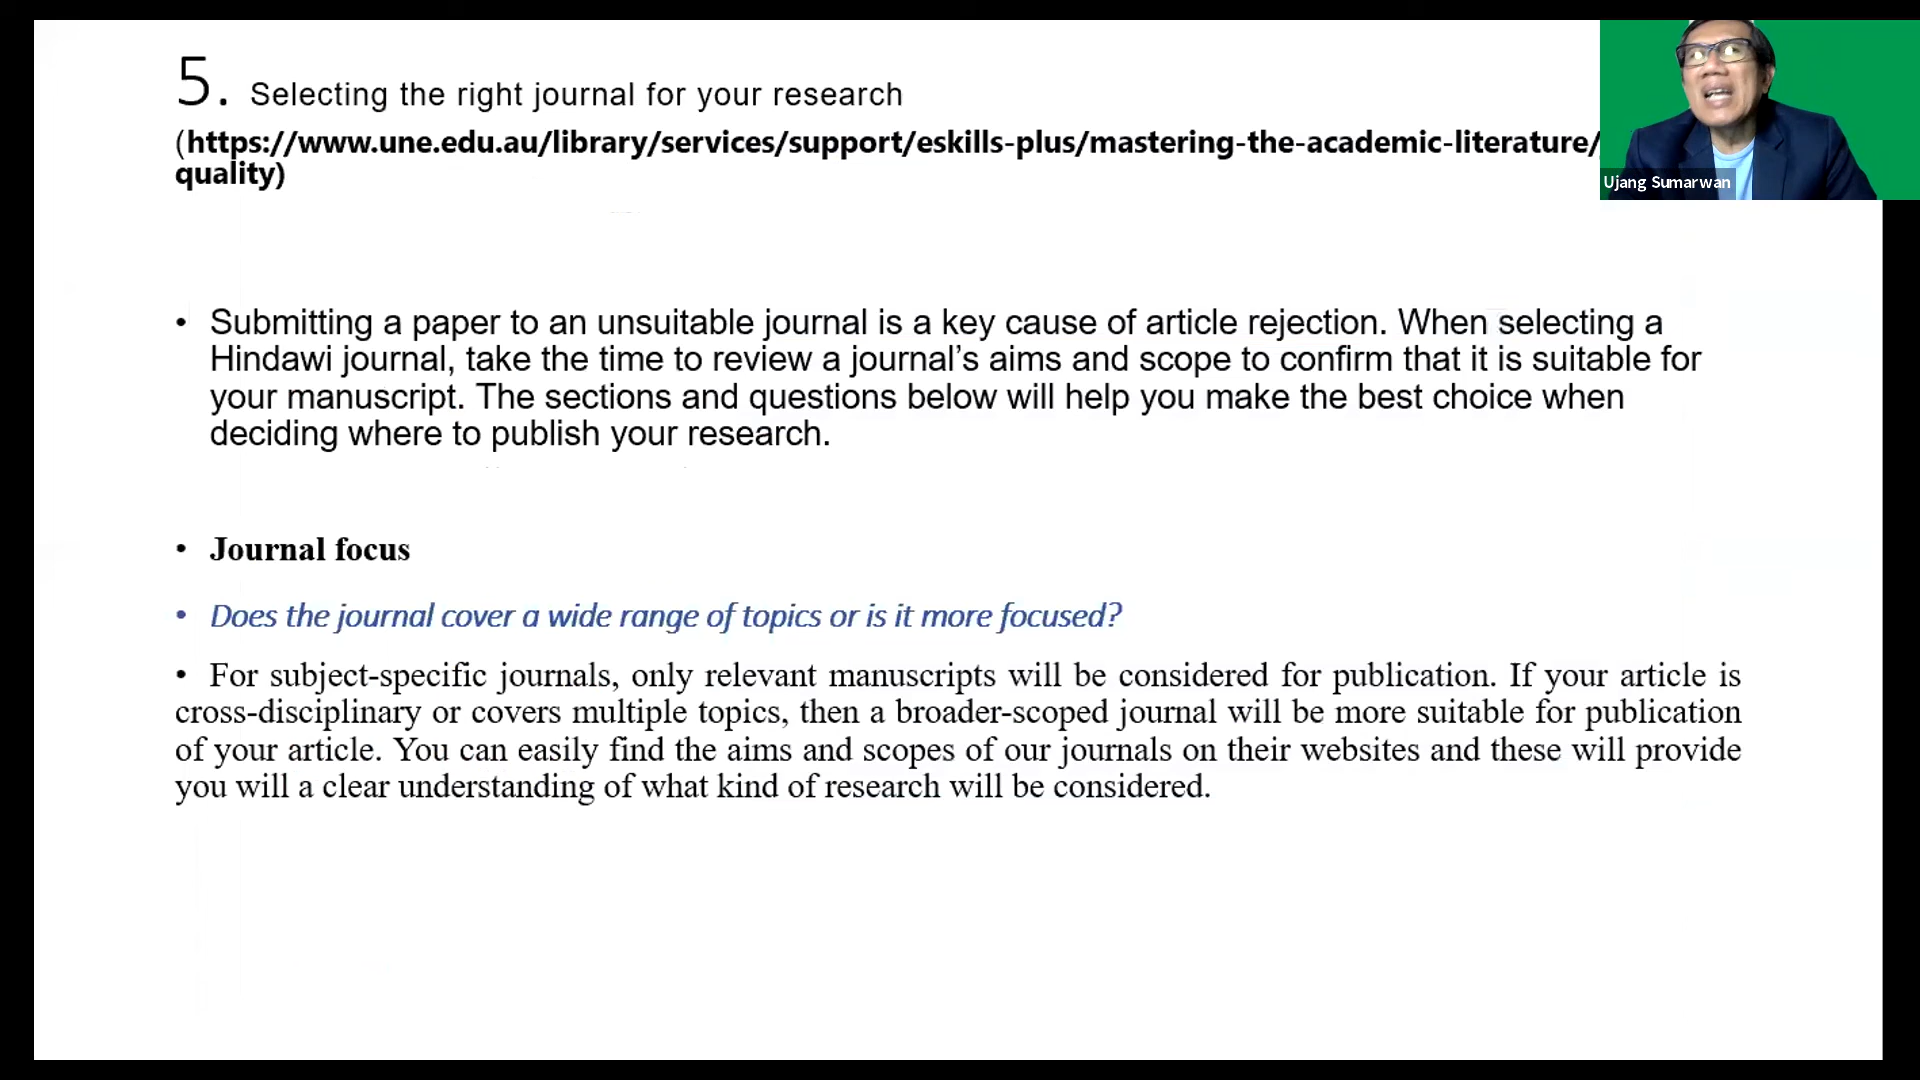 5. Selecting the right journal for your research
(https://www.une.edu.au/library/services/support/eskills-plus/mastering-the-academic-literature/
quality)
Ujang Sumarwan
• Submitting a paper to an unsuitable journal is a key cause of article rejection. When selecting a
Hindawi journal, take the time to review a journal’s aims and scope to confirm that it is suitable for
your manuscript. The sections and questions below will help you make the best choice when
deciding where to publish your research.
• Journal focus
• Does the journal cover a wide range of topics or is it more focused?
• For subject-specific journals, only relevant manuscripts will be considered for publication. If your article is
cross-disciplinary or covers multiple topics, then a broader-scoped journal will be more suitable for publication
of your article. You can easily find the aims and scopes of our journals on their websites and these will provide
you will a clear understanding of what kind of research will be considered.